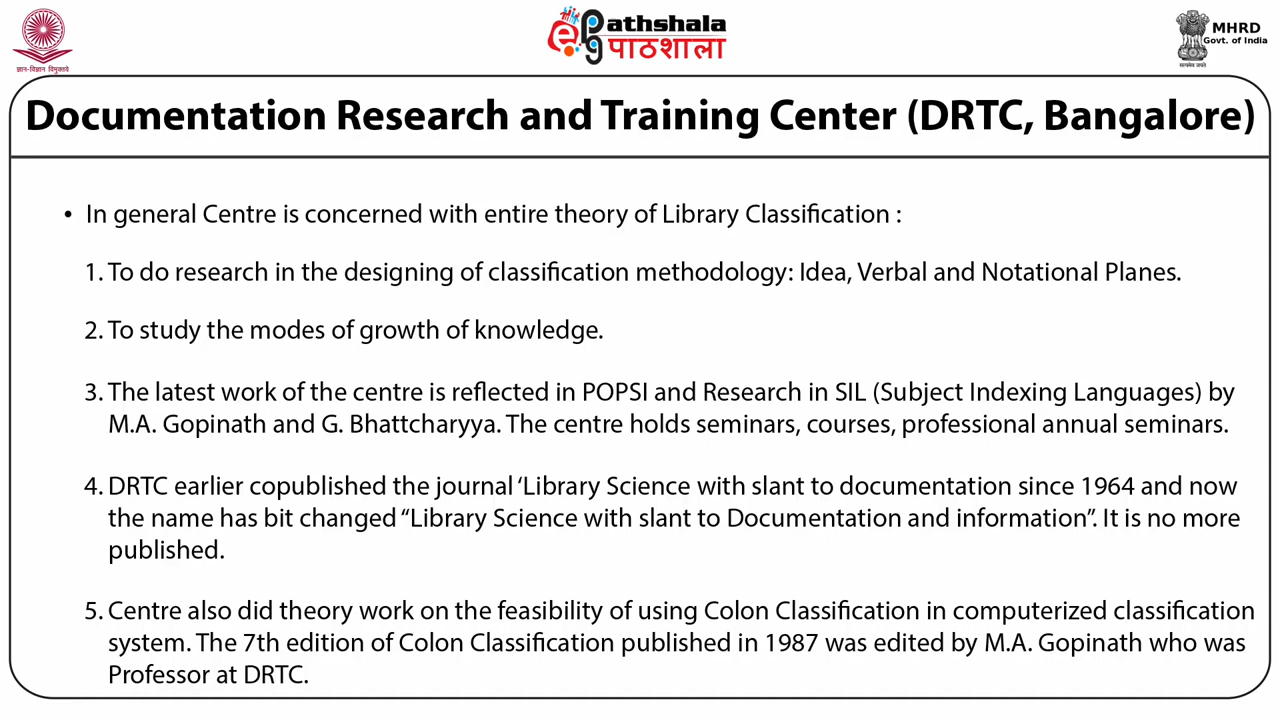 ज्ञान-विज्ञान विमुक्तये
ePathshala
पाठशाला
MHRD
Govt. of India
सत्यमेव जयते
Documentation Research and Training Center (DRTC, Bangalore)
• In general Centre is concerned with entire theory of Library Classification :
1. To do research in the designing of classification methodology: Idea, Verbal and Notational Planes.
2. To study the modes of growth of knowledge.
3. The latest work of the centre is reflected in POPSI and Research in SIL (Subject Indexing Languages) by
M.A. Gopinath and G. Bhattcharyya. The centre holds seminars, courses, professional annual seminars.
4. DRTC earlier copublished the journal ‘Library Science with slant to documentation since 1964 and now
the name has bit changed “Library Science with slant to Documentation and information”. It is no more
published.
5. Centre also did theory work on the feasibility of using Colon Classification in computerized classification
system. The 7th edition of Colon Classification published in 1987 was edited by M.A. Gopinath who was
Professor at DRTC.